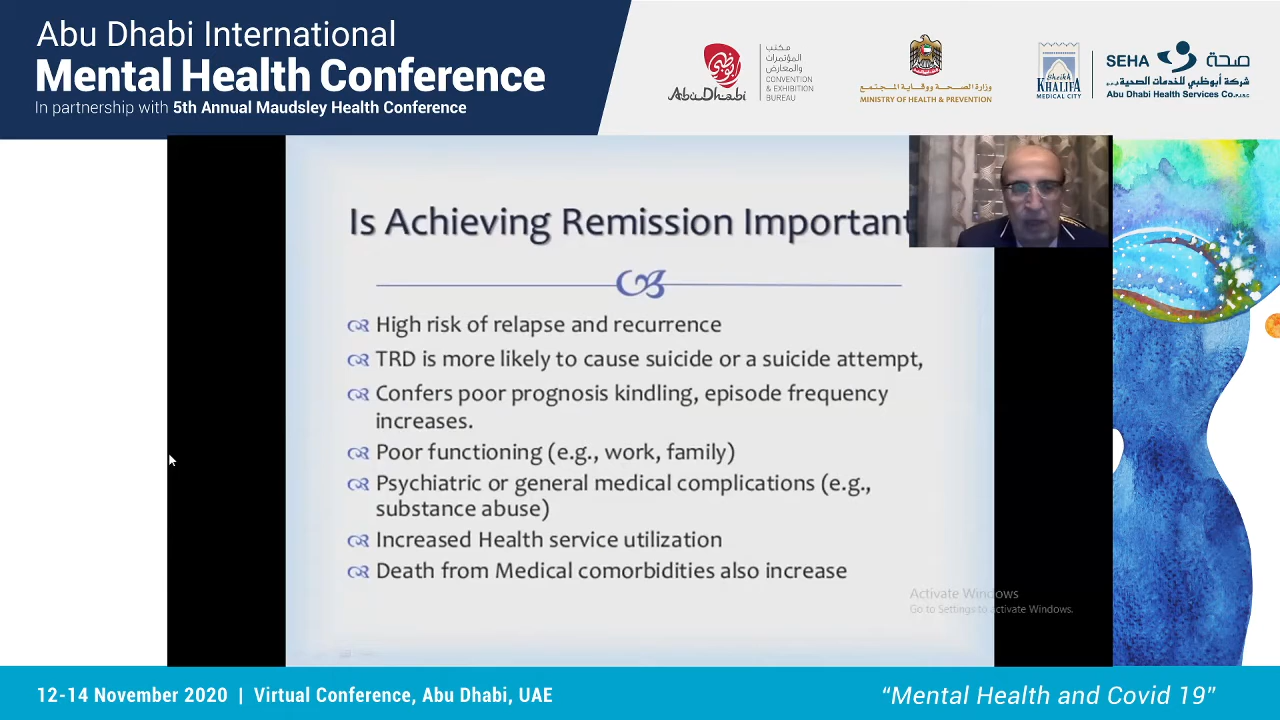 Abu Dhabi International
Mental Health Conference
In partnership with 5th Annual Maudsley Health Conference
Abu Dhabi
مكتب
المؤتمرات
والمعارض
CONVENTION
& EXHIBITION
BUREAU
وزارة الصحة ووقاية المجتمع
MINISTRY OF HEALTH & PREVENTION
Sheikh
KHALIFA
MEDICAL CITY
SEHA صحة
شركة أبوظبي للخدمات الصحية ش.م.ع
Abu Dhabi Health Services Co. PJSC
Is Achieving Remission Important
High risk of relapse and recurrence
TRD is more likely to cause suicide or a suicide attempt,
Confers poor prognosis kindling, episode frequency
increases.
Poor functioning (e.g., work, family)
Psychiatric or general medical complications (e.g.,
substance abuse)
Increased Health service utilization
Death from Medical comorbidities also increase
Activate Windows
Go to Settings to activate Windows.
12-14 November 2020 | Virtual Conference, Abu Dhabi, UAE
“Mental Health and Covid 19”